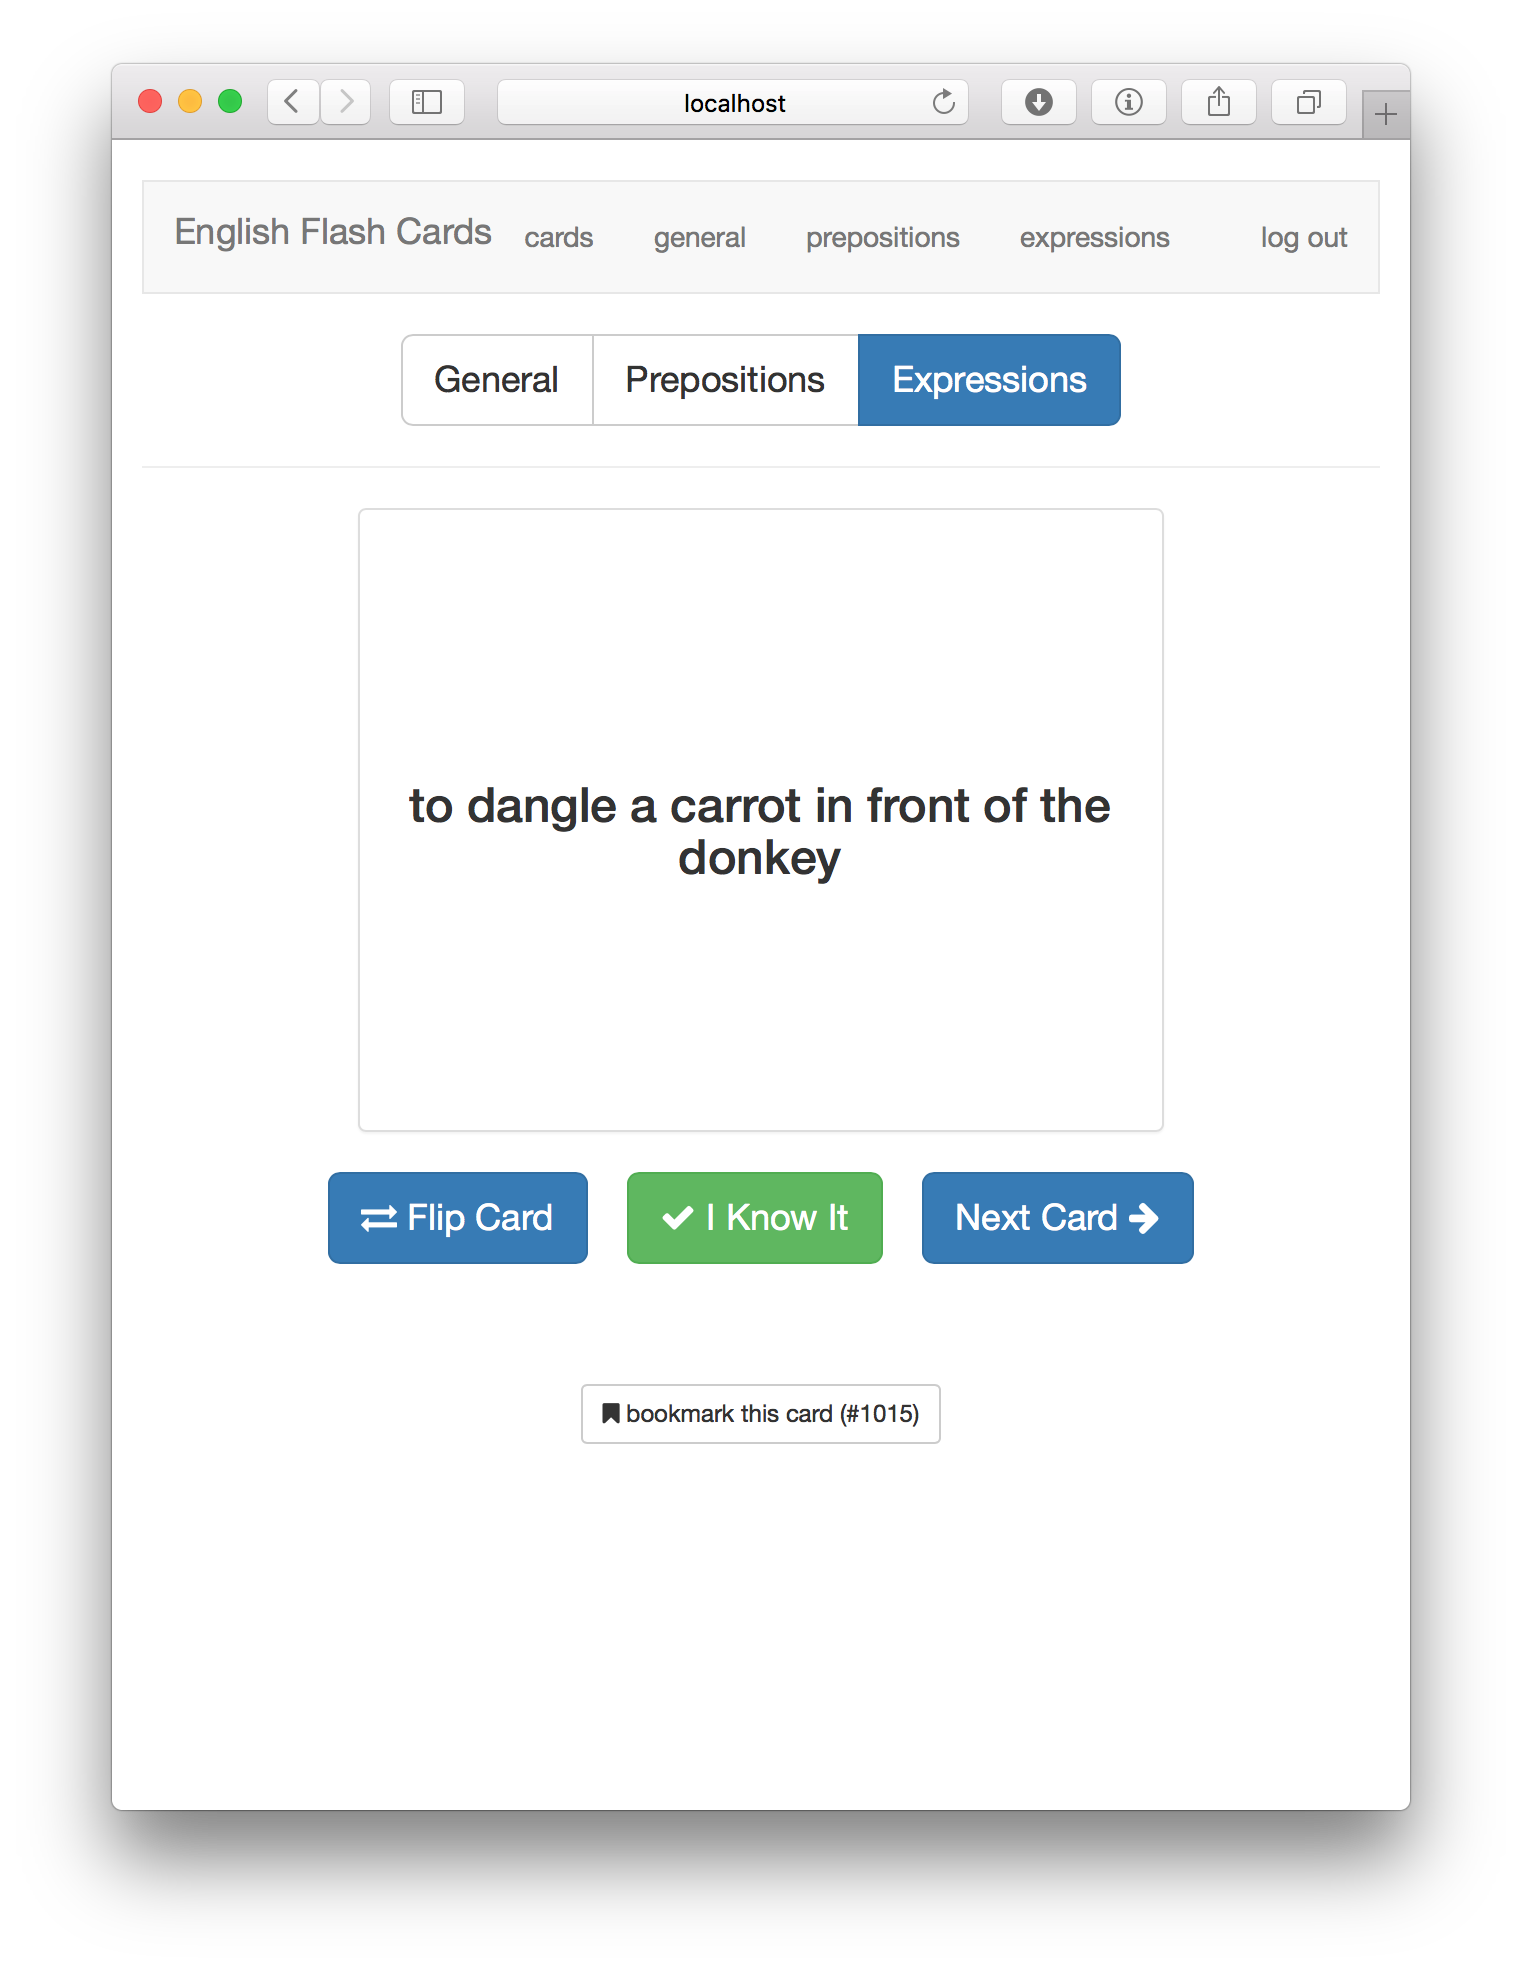 localhost
English Flash Cards cards general prepositions expressions log out
General Prepositions Expressions
to dangle a carrot in front of the
donkey
Flip Card I Know It Next Card
bookmark this card (#1015)